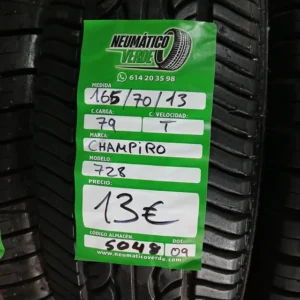 NEUMÁTICO
VERDE
614 20 35 98
MEDIDA
165/70/13
C.CARGA: C. VELOCIDAD:
79 T
MARCA:
CHAMPIRO
MODELO:
728
PRECIO:
13€
CÓDIGO ALMACÉN DOT
5048 09
www.neumaticoverde.com